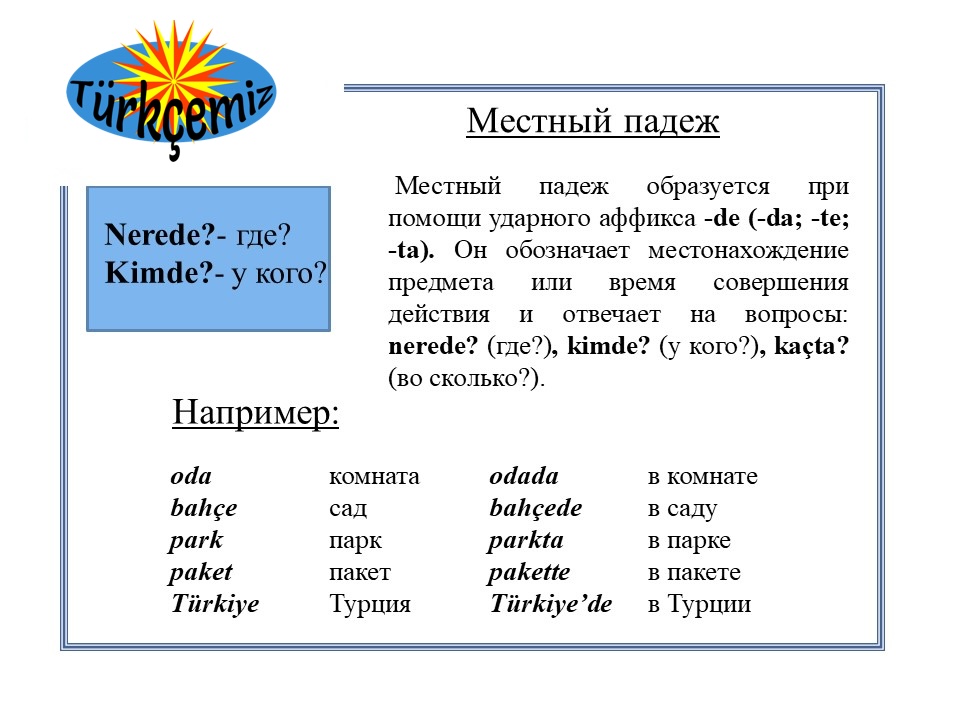 Türkçemiz
Местный падеж
Nerede?- где?
Kimde?- у кого?
Местный падеж образуется при
помощи ударного аффикса -de (-da; -te;
-ta). Он обозначает местонахождение
предмета или время совершения
действия и отвечает на вопросы:
nerede? (где?), kimde? (у кого?), kaçta?
(во сколько?).
Например:
oda комната odada в комнате
bahçe сад bahçede в саду
park парк parkta в парке
paket пакет pakette в пакете
Türkiye Турция Türkiye’de в Турции